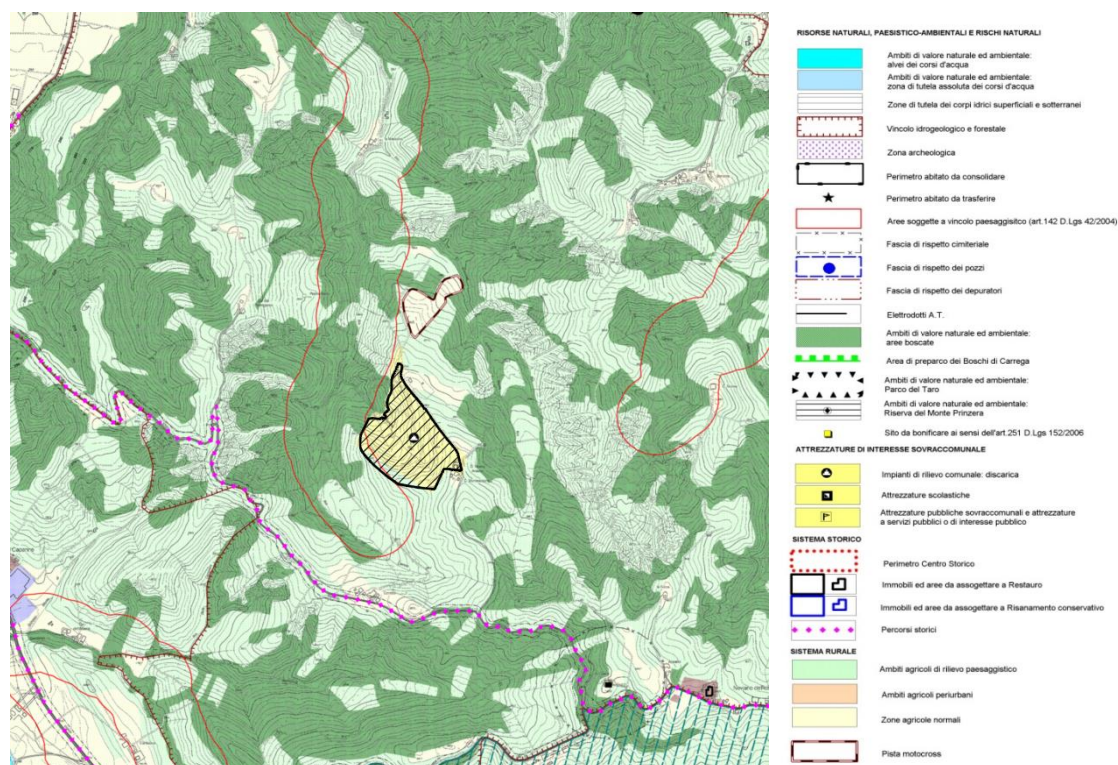 RISORSE NATURALI, PAESISTICO-AMBIENTALI E RISCHI NATURALI
Ambiti di valore naturale ed ambientale:
alvei dei corsi d'acqua
Ambiti di valore naturale ed ambientale:
zona di tutela assoluta dei corsi d'acqua
Zone di tutela dei corpi idrici superficiali e sotterranei
Vincolo idrogeologico e forestale
Zona archeologica
Perimetro abitato da consolidare
Perimetro abitato da trasferire
Aree soggette a vincolo paesaggisitco (art.142 D.Lgs 42/2004)
Fascia di rispetto cimiteriale
Fascia di rispetto dei pozzi
Fascia di rispetto dei depuratori
Elettrodotti A.T.
Ambiti di valore naturale ed ambientale:
aree boscate
Area di preparco dei Boschi di Carrega
Ambiti di valore naturale ed ambientale:
Parco del Taro
Ambiti di valore naturale ed ambientale:
Riserva del Monte Prinzera
Sito da bonificare ai sensi dell'art.251 D.Lgs 152/2006
ATTREZZATURE DI INTERESSE SOVRACCOMUNALE
Impianti di rilievo comunale: discarica
Attrezzature scolastiche
Attrezzature pubbliche sovraccomunali e attrezzature
a servizi pubblici o di interesse pubblico
SISTEMA STORICO
Perimetro Centro Storico
Immobili ed aree da assogettare a Restauro
Immobili ed aree da assogettare a Risanamento conservativo
Percorsi storici
SISTEMA RURALE
Ambiti agricoli di rilievo paesaggistico
Ambiti agricoli periurbani
Zone agricole normali
Pista motocross